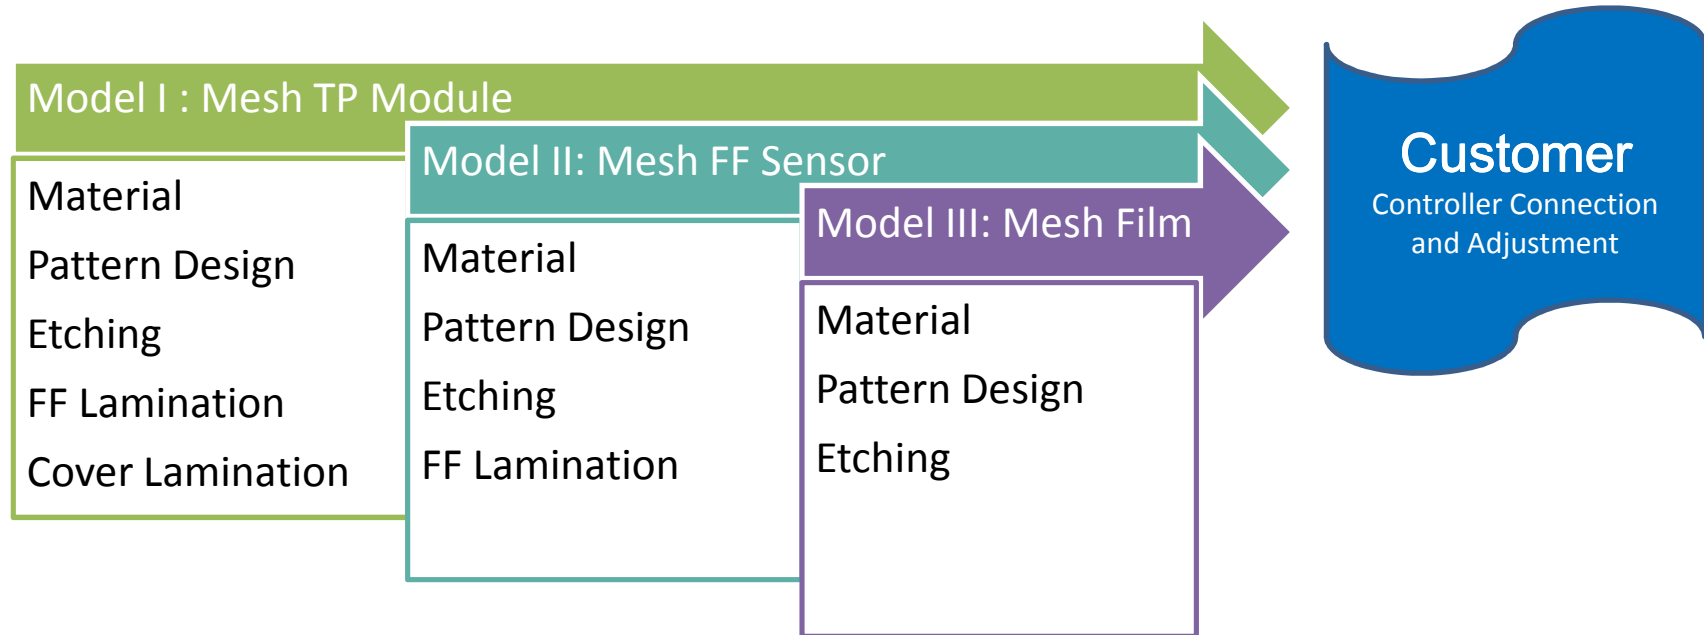 Model I : Mesh TP Module
Material
Pattern Design
Etching
FF Lamination
Cover Lamination
Model II: Mesh FF Sensor
Material
Pattern Design
Etching
FF Lamination
Model III: Mesh Film
Material
Pattern Design
Etching
Customer
Controller Connection
and Adjustment